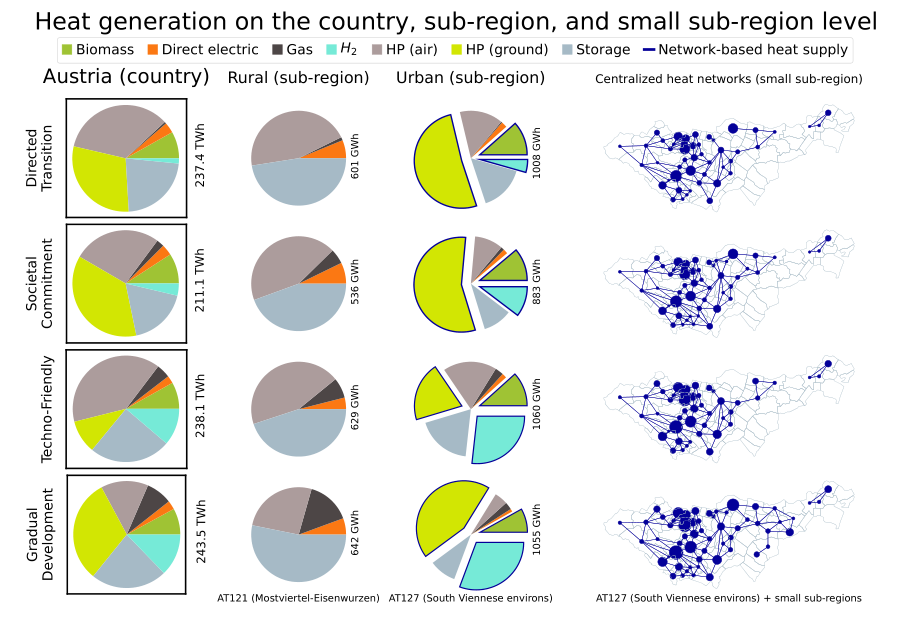 Heat generation on the country, sub-region, and small sub-region level
Biomass Direct electric Gas H₂ HP (air) HP (ground) Storage Network-based heat supply
Austria (country) Rural (sub-region) Urban (sub-region) Centralized heat networks (small sub-region)
Directed
Transition
237.4 TWh
601 GWh
1008 GWh
Societal
Commitment
211.1 TWh
536 GWh
883 GWh
Techno-Friendly
238.1 TWh
629 GWh
1060 GWh
Gradual
Development
243.5 TWh
642 GWh
1055 GWh
AT121 (Mostviertel-Eisenwurzen) AT127 (South Viennese environs) AT127 (South Viennese environs) + small sub-regions